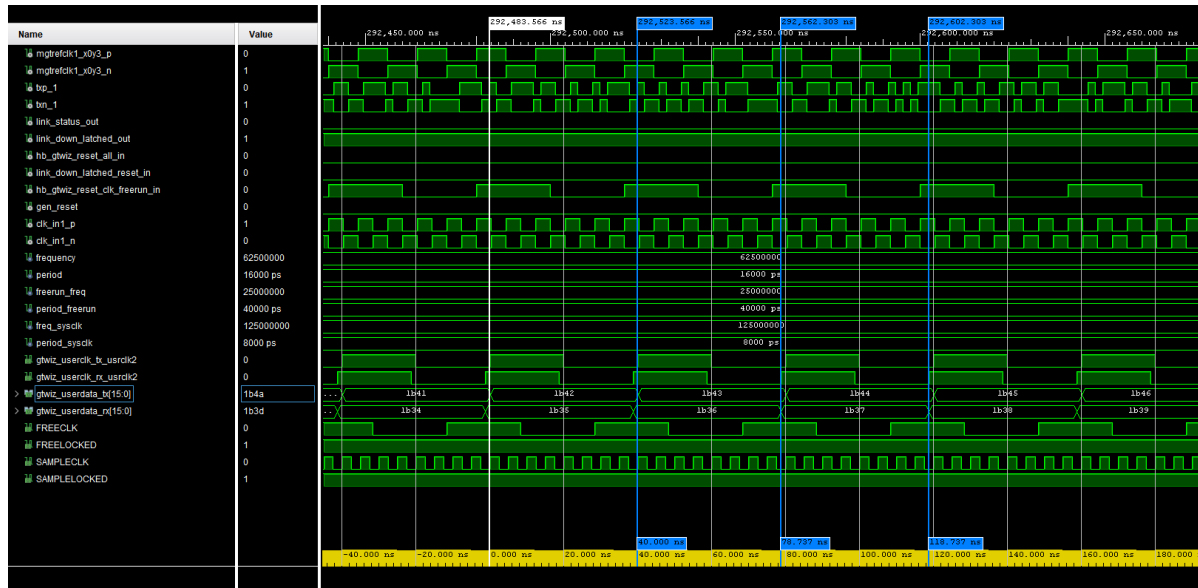 Name Value
292,483.566 ns 292,523.566 ns 292,562.303 ns 292,602.303 ns
292,450.000 ns 292,500.000 ns 292,550.000 ns 292,600.000 ns 292,650.000 ns
mgtrefclk1_x0y3_p 0
mgtrefclk1_x0y3_n 1
txp_1 0
txn_1 1
link_status_out 0
link_down_latched_out 1
hb_gtwiz_reset_all_in 0
link_down_latched_reset_in 0
hb_gtwiz_reset_clk_freerun_in 0
gen_reset 0
clk_in1_p 1
clk_in1_n 0
frequency 62500000 62500000
period 16000 ps 16000 ps
freerun_freq 25000000 25000000
period_freerun 40000 ps 40000 ps
freq_sysclk 125000000 125000000
period_sysclk 8000 ps 8000 ps
gtwiz_userclk_tx_usrclk2 0
gtwiz_userclk_rx_usrclk2 0
gtwiz_userdata_tx[15:0] 1b4a ... 1b41 1b42 1b43 1b44 1b45 1b46
gtwiz_userdata_rx[15:0] 1b3d ... 1b34 1b35 1b36 1b37 1b38 1b39
FREECLK 0
FREELOCKED 1
SAMPLECLK 0
SAMPLELOCKED 1
40.000 ns 78.737 ns 118.737 ns
-40.000 ns -20.000 ns 0.000 ns 20.000 ns 40.000 ns 60.000 ns 80.000 ns 100.000 ns 120.000 ns 140.000 ns 160.000 ns 180.000